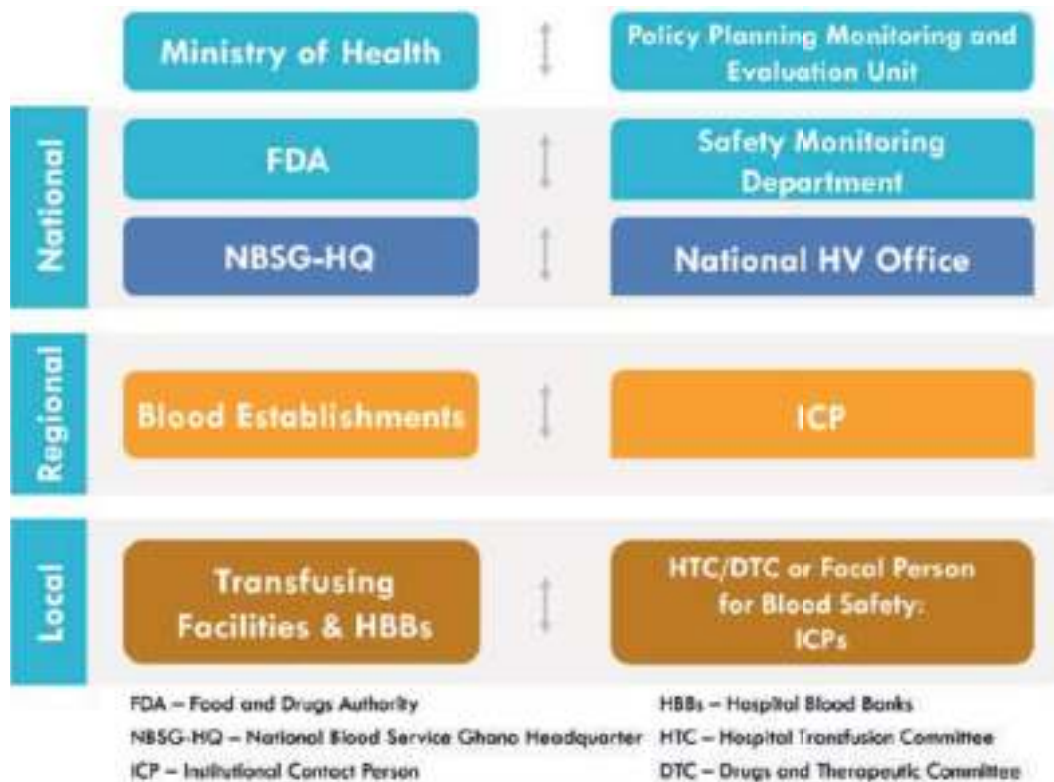 Ministry of Health
Policy Planning Monitoring and
Evaluation Unit
National
FDA
Safety Monitoring
Department
NBSG-HQ
National HV Office
Regional
Blood Establishments
ICP
Local
Transfusing
Facilities & HBBs
HTC/DTC or Focal Person
for Blood Safety:
ICPs
FDA – Food and Drugs Authority
HBBs – Hospital Blood Banks
NBSG-HQ – National Blood Service Ghana Headquarter
HTC – Hospital Transfusion Committee
ICP – Institutional Contact Person
DTC – Drugs and Therapeutic Committee